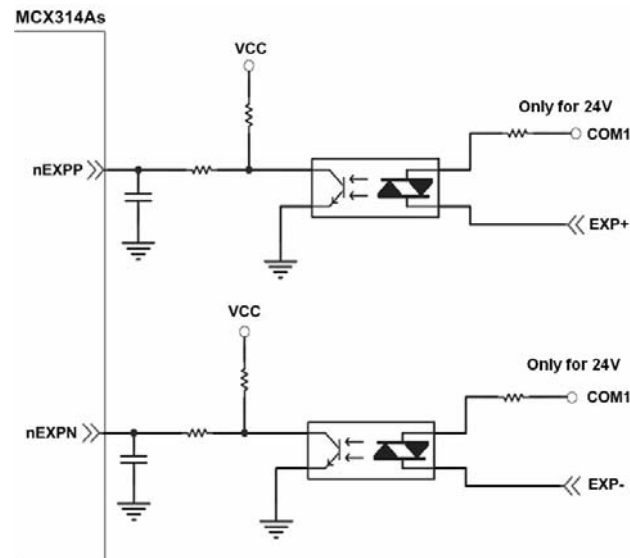 MCX314As
VCC
Only for 24V
COM1
nEXPP
EXP+
VCC
Only for 24V
COM1
nEXPN
EXP-